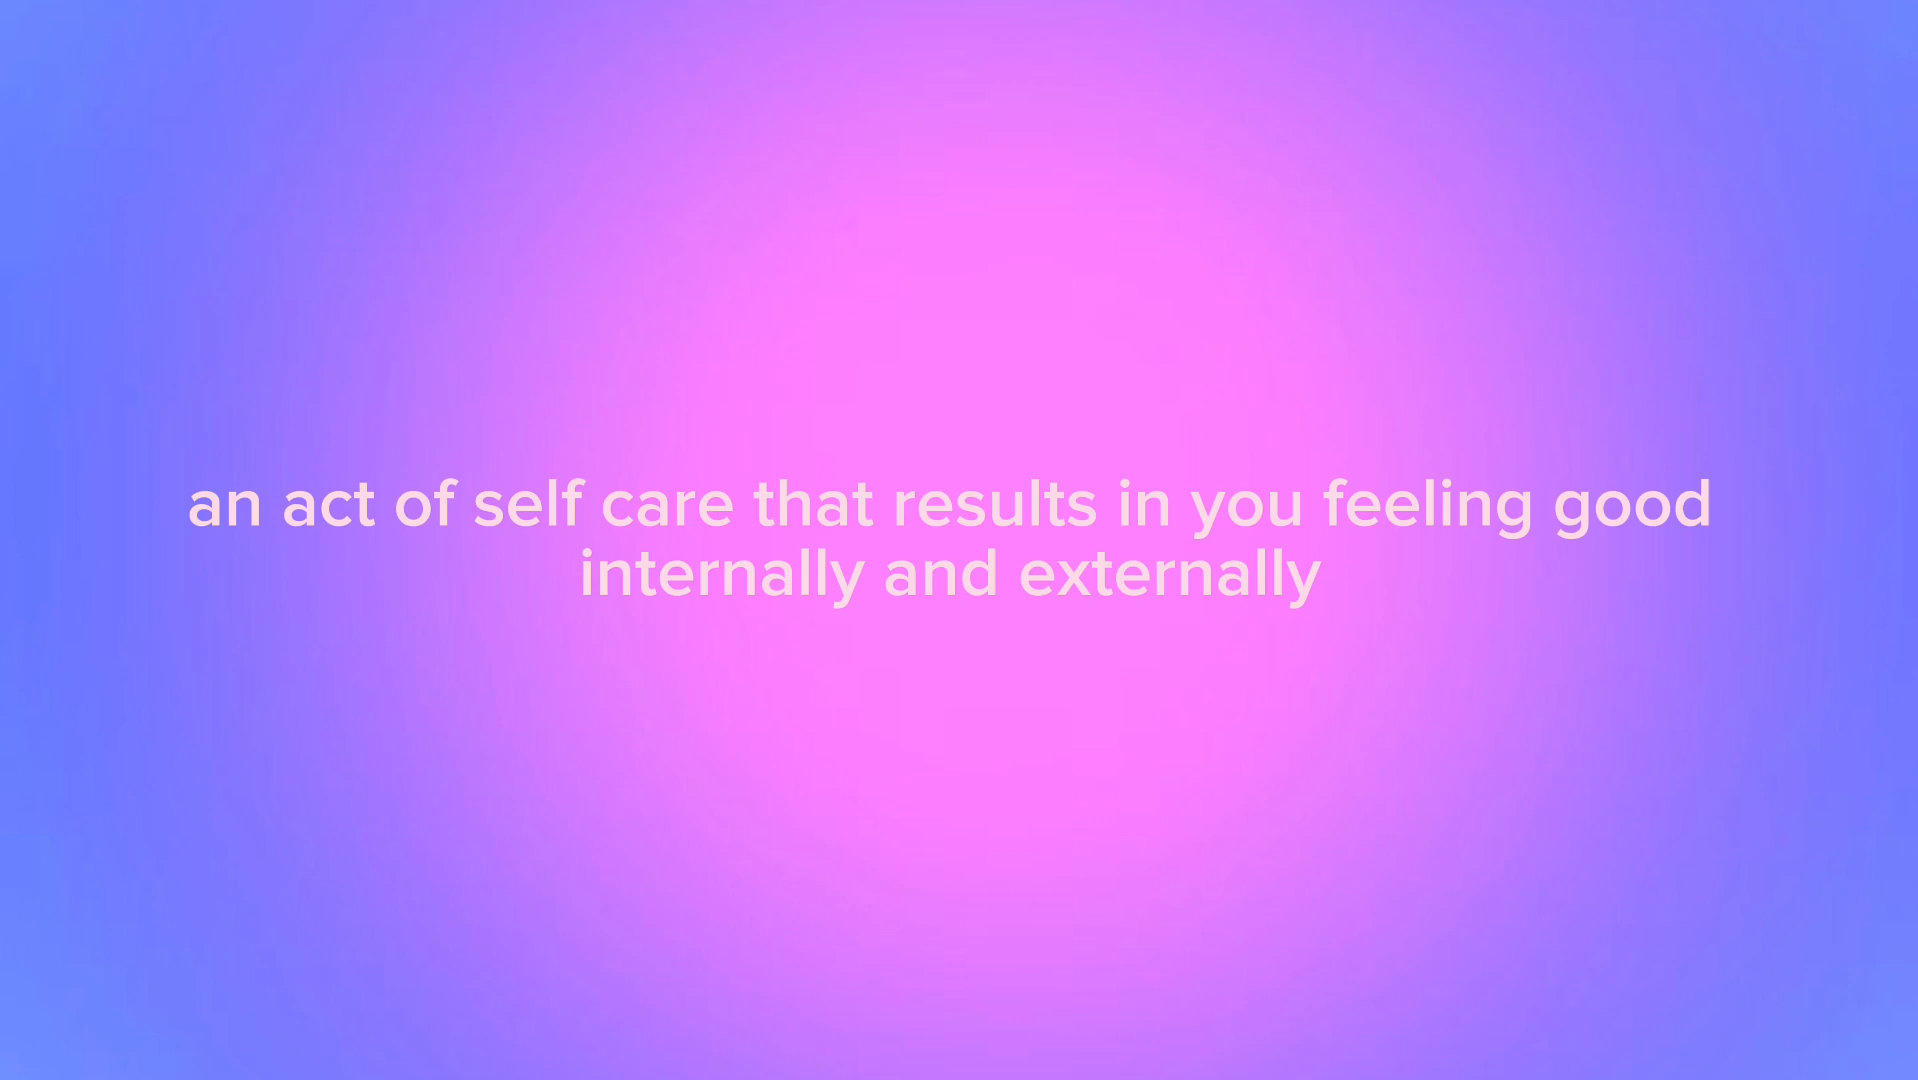 an act of self care that results in you feeling good
internally and externally